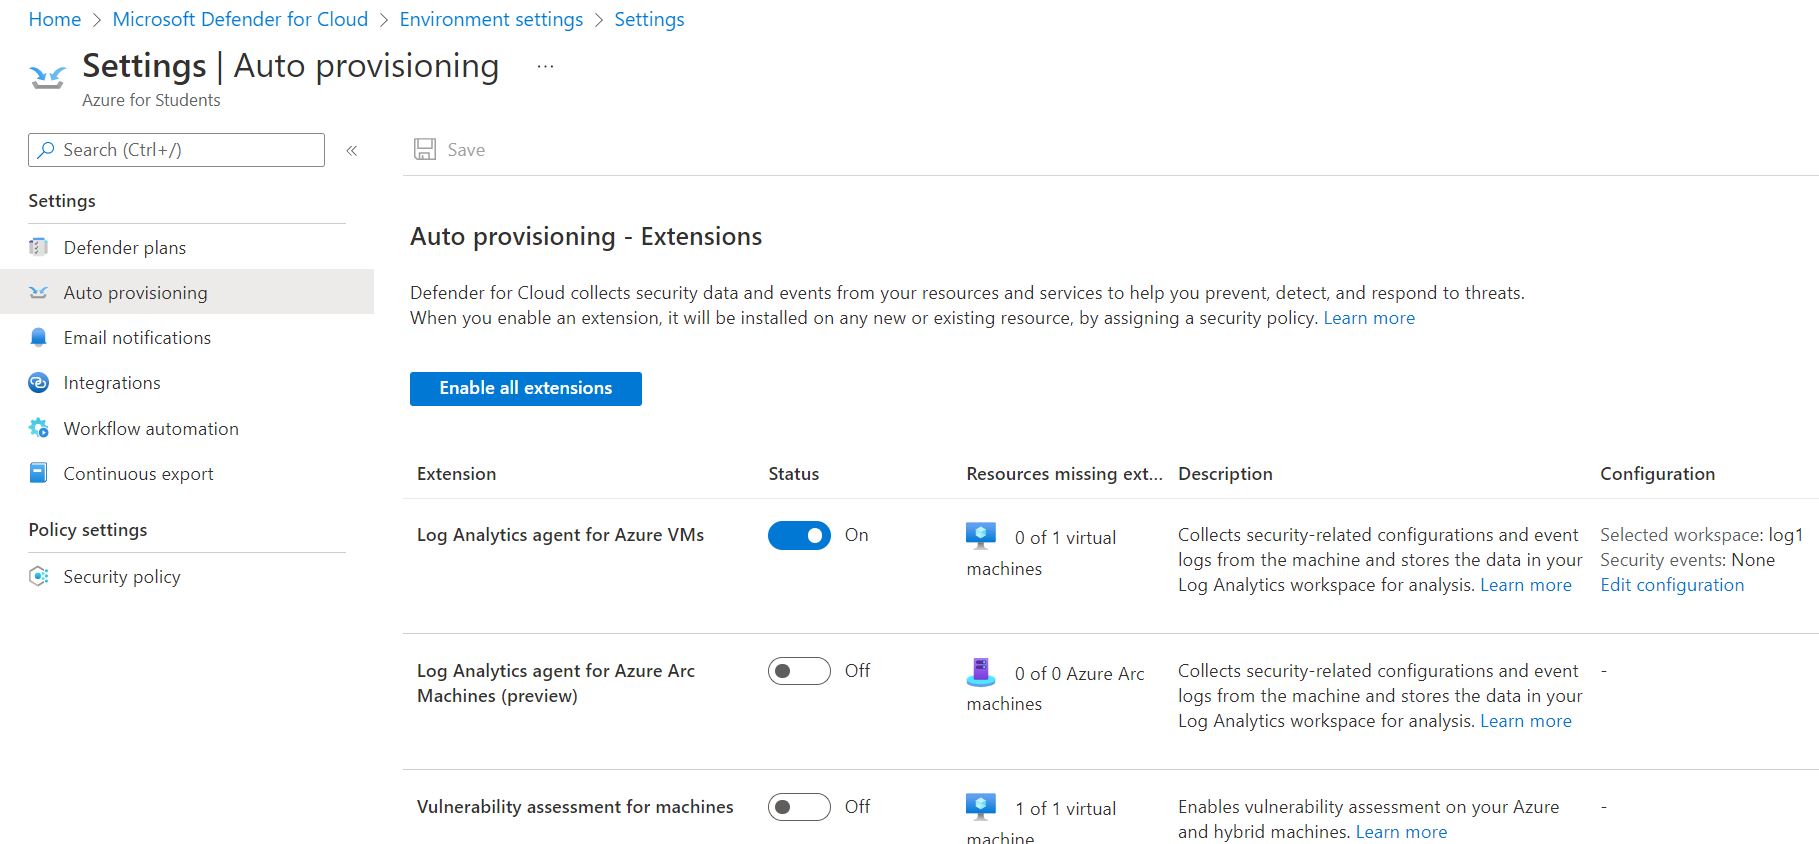 Home > Microsoft Defender for Cloud > Environment settings > Settings
Settings | Auto provisioning ...
Azure for Students
Search (Ctrl+/) «
Save
Settings
Defender plans
Auto provisioning
Email notifications
Integrations
Workflow automation
Continuous export
Policy settings
Security policy
Auto provisioning - Extensions
Defender for Cloud collects security data and events from your resources and services to help you prevent, detect, and respond to threats.
When you enable an extension, it will be installed on any new or existing resource, by assigning a security policy. Learn more
Enable all extensions
Extension Status Resources missing ext... Description Configuration
Log Analytics agent for Azure VMs
On
0 of 1 virtual
machines
Collects security-related configurations and event
logs from the machine and stores the data in your
Log Analytics workspace for analysis. Learn more
Selected workspace: log1
Security events: None
Edit configuration
Log Analytics agent for Azure Arc
Machines (preview)
Off
0 of 0 Azure Arc
machines
Collects security-related configurations and event
logs from the machine and stores the data in your
Log Analytics workspace for analysis. Learn more
-
Vulnerability assessment for machines
Off
1 of 1 virtual
machine
Enables vulnerability assessment on your Azure
and hybrid machines. Learn more
-